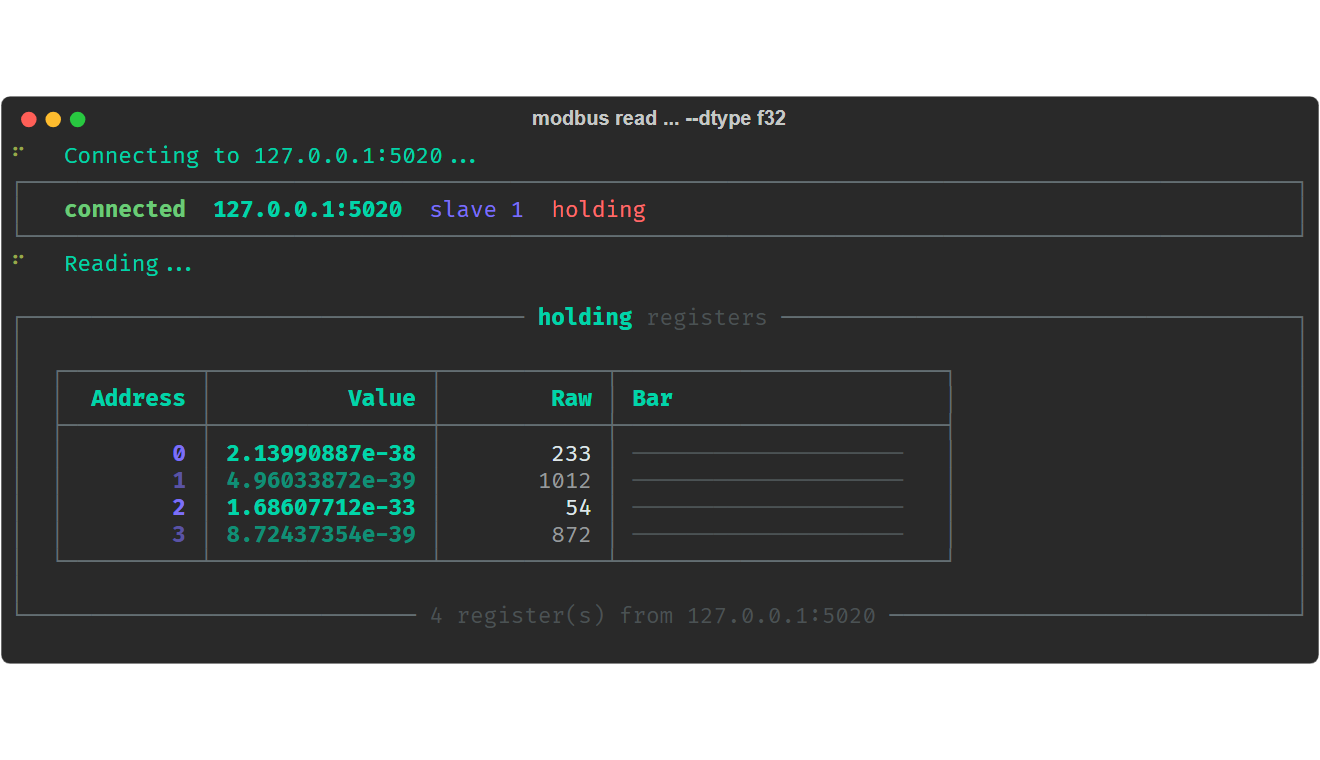 modbus read ... --dtype f32
Connecting to 127.0.0.1:5020...
connected 127.0.0.1:5020 slave 1 holding
Reading...
holding registers
Address Value Raw Bar
0 2.13990887e-38 233
1 4.96033872e-39 1012
2 1.68607712e-33 54
3 8.72437354e-39 872
4 register(s) from 127.0.0.1:5020